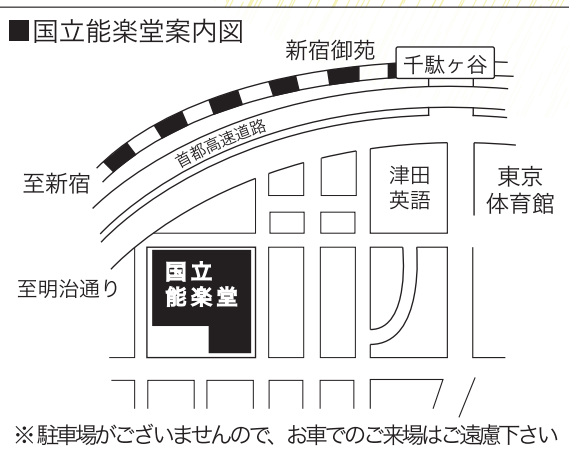 ■国立能楽堂案内図
新宿御苑
千駄ヶ谷
首都高速道路
至新宿
津田
英語
東京
体育館
国立
能楽堂
至明治通り
※駐車場がございませんので、お車でのご来場はご遠慮下さい